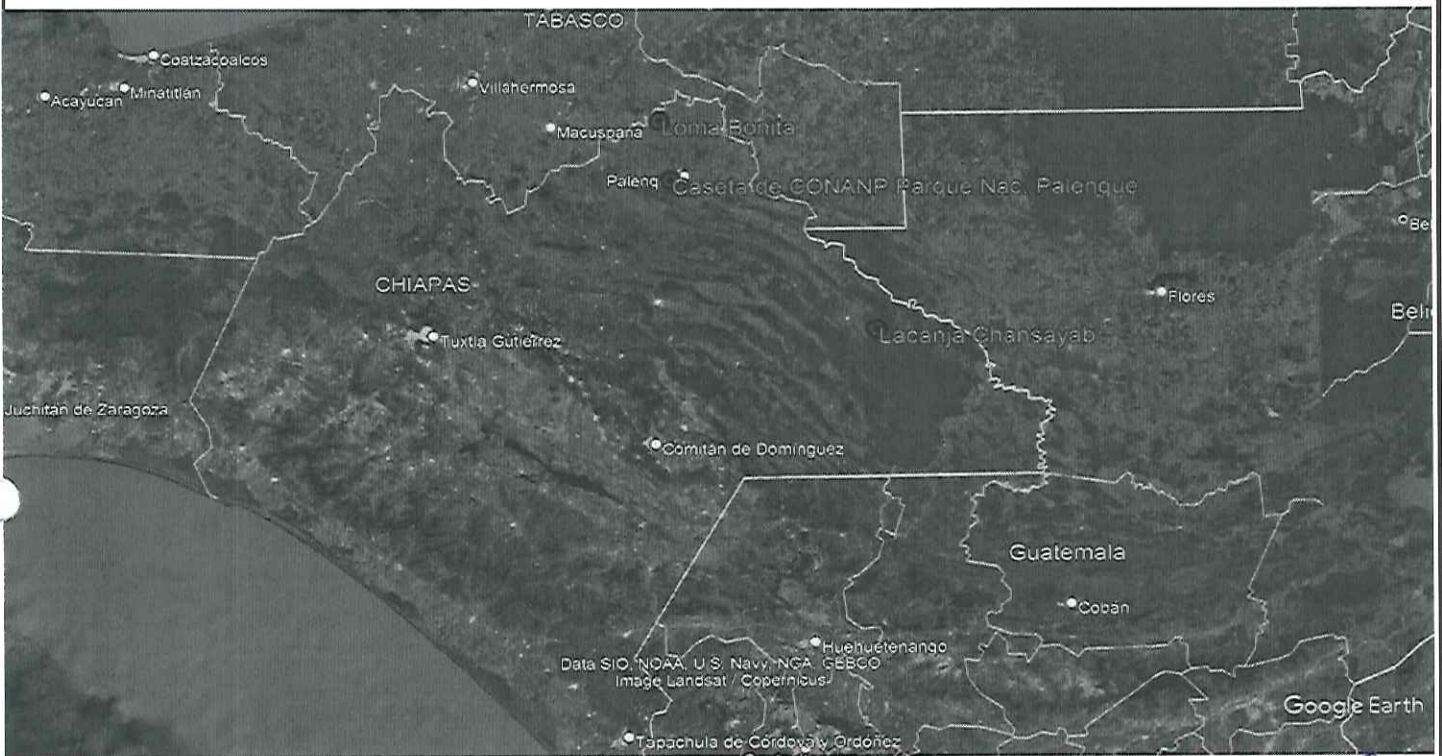 TABASCO
Coatzacoalcos
Minatitlán
Acayucan
Villahermosa
Macuspana
Loma Bonita
Palenq
Caseta de CONANP Parque Nac. Palenque
Bel
CHIAPAS
Flores
Beli
Tuxtla Gutiérrez
Lacanja Chansayab
Juchitán de Zaragoza
Comitán de Domínguez
Guatemala
Cobán
Huehuetenango
Data SIO, NOAA, U.S. Navy, NGA, GEBCO
Image Landsat / Copernicus
Google Earth
Tapachula de Córdova y Ordóñez